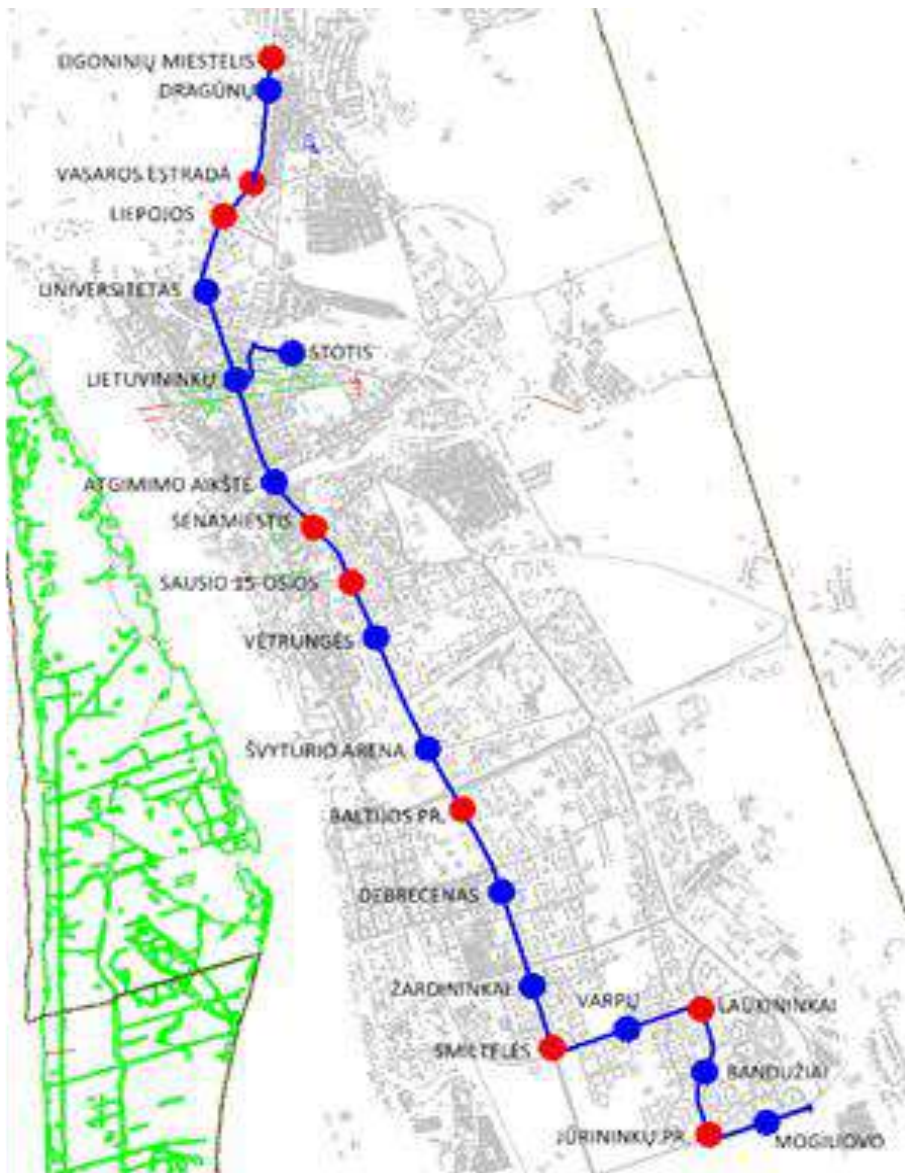 LIGONINIŲ MIESTELIS
DRAGŪNŲ
VASAROS ESTRADA
LIEPOJOS
UNIVERSITETAS
STOTIS
LIETUVININKŲ
ATGIMIMO AIKŠTĖ
SENAMIESTIS
SAUSIO 15-OSIOS
VĖTRUNGĖS
ŠVYTURIO ARENA
BALTIJOS PR.
DEBRECENAS
ŽARDININKAI
VARPŲ
LAUKININKAI
SMILTELĖS
BANDUŽIAI
JŪRININKŲ PR.
MOGILIOVO